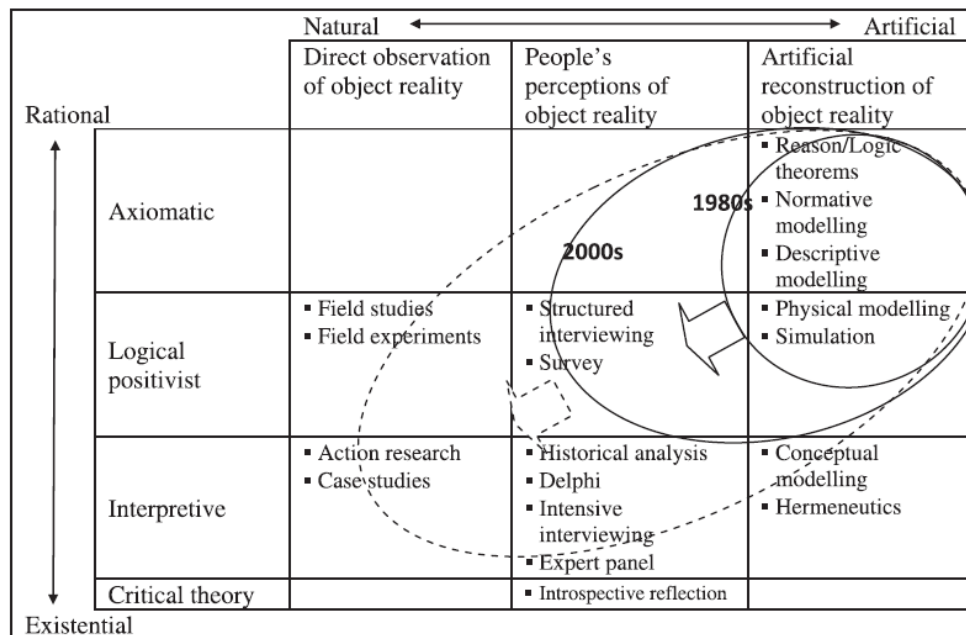 Natural Artificial
Direct observation
of object reality
People's
perceptions of
object reality
Artificial
reconstruction of
object reality
Rational
Axiomatic
▪ Reason/Logic
theorems
▪ Normative
modelling
▪ Descriptive
modelling
1980s
2000s
Logical
positivist
▪ Field studies
▪ Field experiments
▪ Structured
interviewing
▪ Survey
▪ Physical modelling
▪ Simulation
Interpretive
▪ Action research
▪ Case studies
▪ Historical analysis
▪ Delphi
▪ Intensive
interviewing
▪ Expert panel
▪ Conceptual
modelling
▪ Hermeneutics
Critical theory
▪ Introspective reflection
Existential